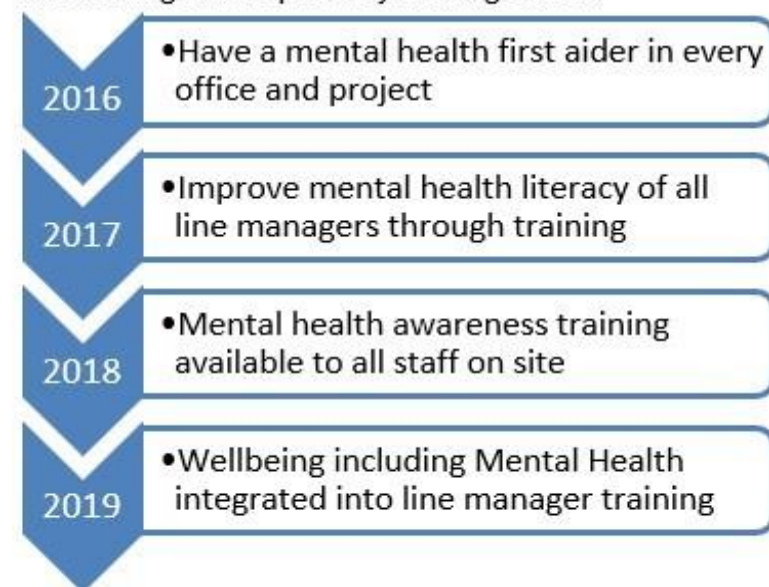 2016
•Have a mental health first aider in every
office and project
2017
•Improve mental health literacy of all
line managers through training
2018
•Mental health awareness training
available to all staff on site
2019
•Wellbeing including Mental Health
integrated into line manager training